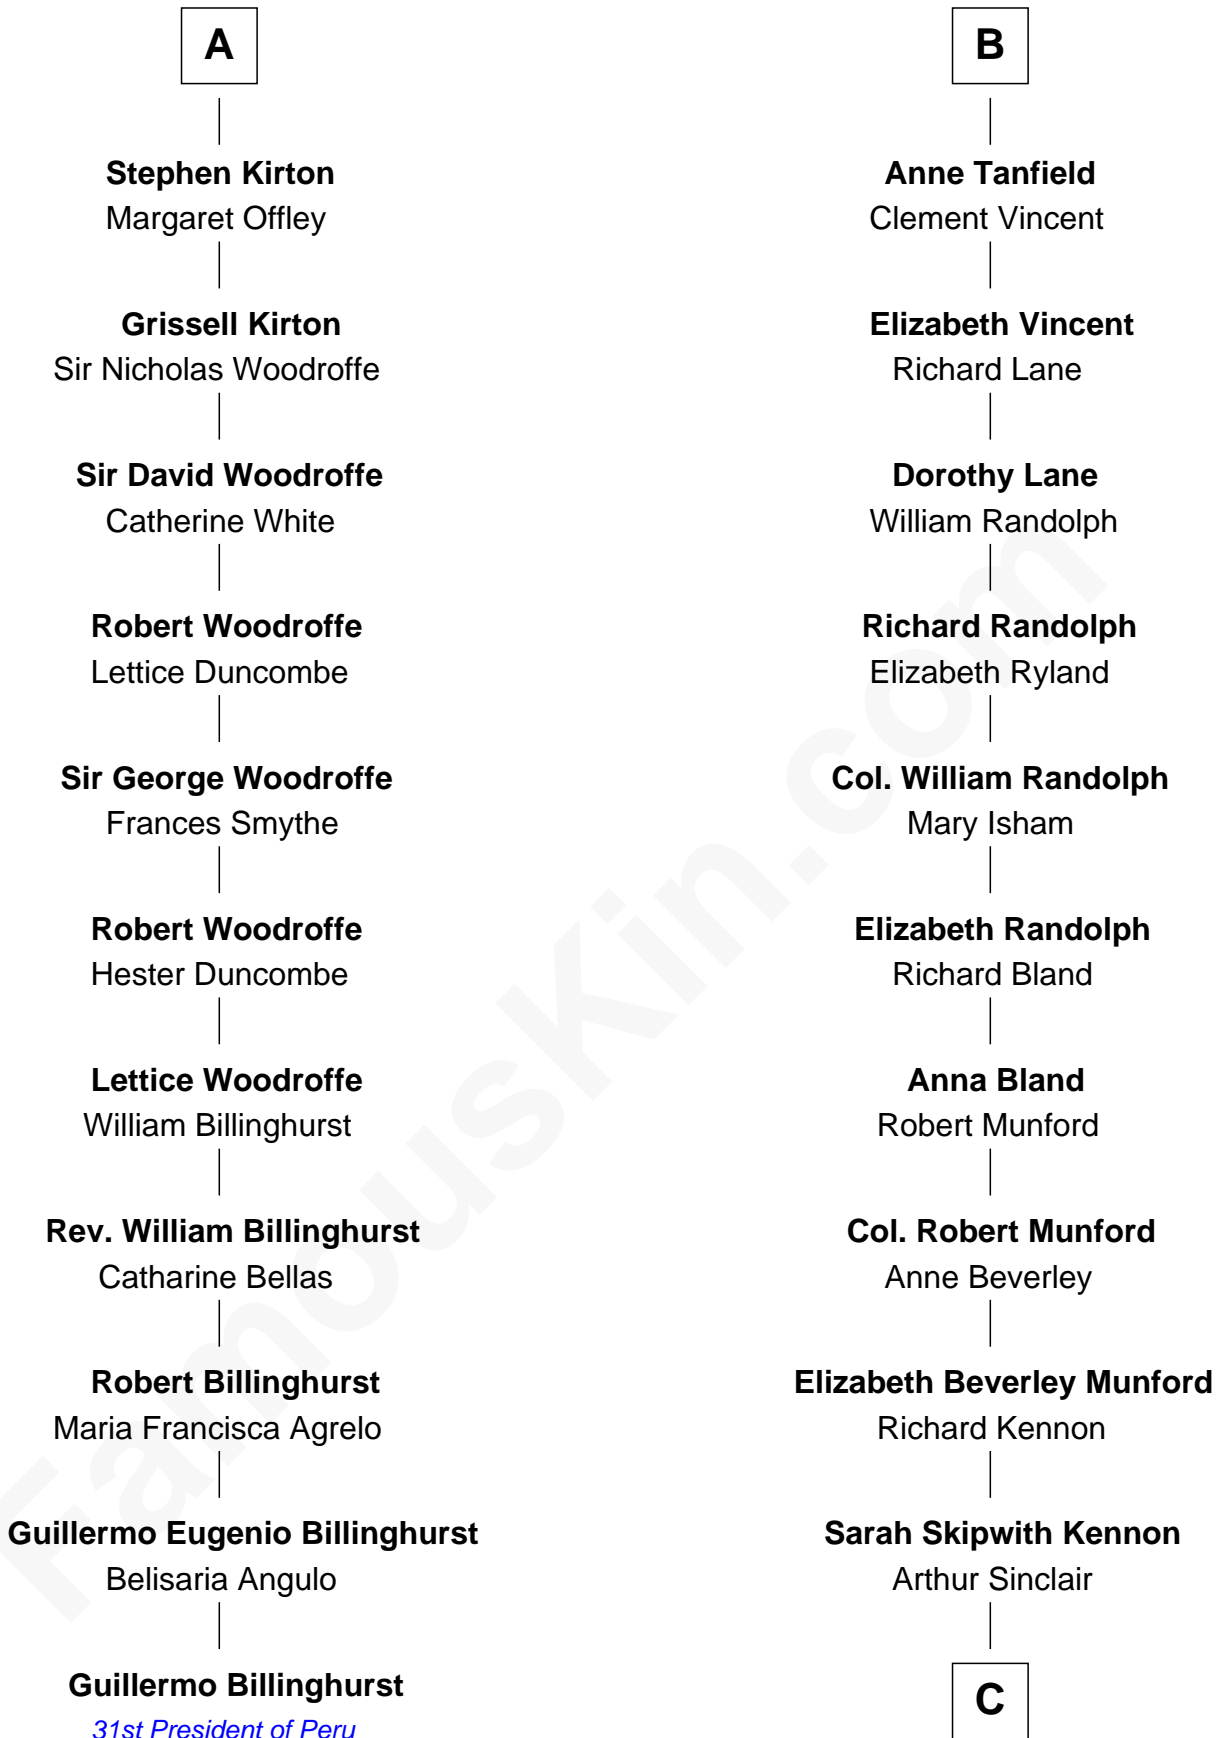 A
Stephen Kirton
Margaret Offley
Grissell Kirton
Sir Nicholas Woodroffe
Sir David Woodroffe
Catherine White
Robert Woodroffe
Lettice Duncombe
Sir George Woodroffe
Frances Smythe
Robert Woodroffe
Hester Duncombe
Lettice Woodroffe
William Billinghurst
Rev. William Billinghurst
Catharine Bellas
Robert Billinghurst
Maria Francisca Agrelo
Guillermo Eugenio Billinghurst
Belisaria Angulo
Guillermo Billinghurst
31st President of Peru
B
Anne Tanfield
Clement Vincent
Elizabeth Vincent
Richard Lane
Dorothy Lane
William Randolph
Richard Randolph
Elizabeth Ryland
Col. William Randolph
Mary Isham
Elizabeth Randolph
Richard Bland
Anna Bland
Robert Munford
Col. Robert Munford
Anne Beverley
Elizabeth Beverley Munford
Richard Kennon
Sarah Skipwith Kennon
Arthur Sinclair
C
FamousKin.com